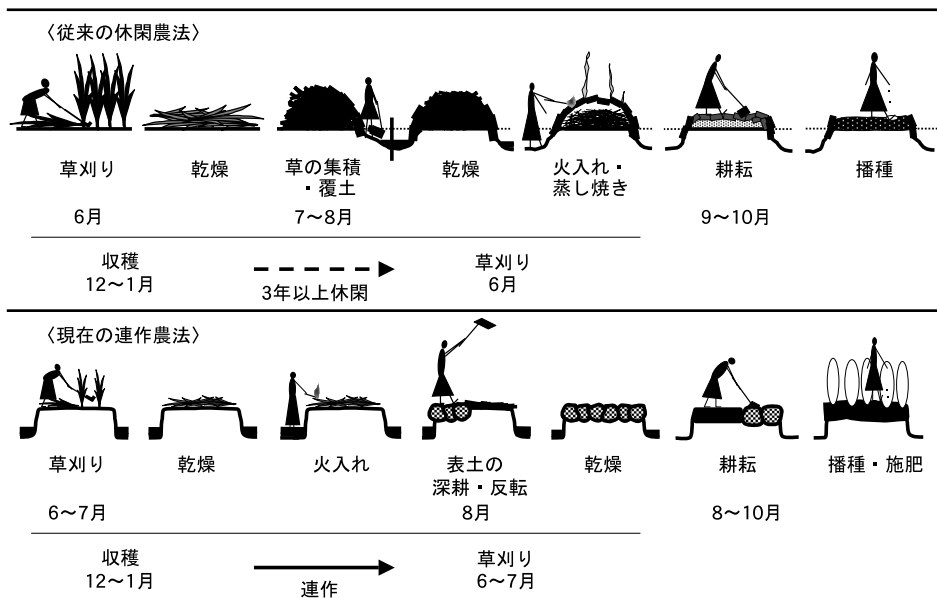 〈従来の休閑農法〉
草刈り
乾燥
草の集積
・覆土
乾燥
火入れ・
蒸し焼き
耕耘
播種
6月
7～8月
9～10月
収穫
12～1月
3年以上休閑
草刈り
6月
〈現在の連作農法〉
草刈り
乾燥
火入れ
表土の
深耕・反転
乾燥
耕耘
播種・施肥
6～7月
8月
8～10月
収穫
12～1月
連作
草刈り
6～7月